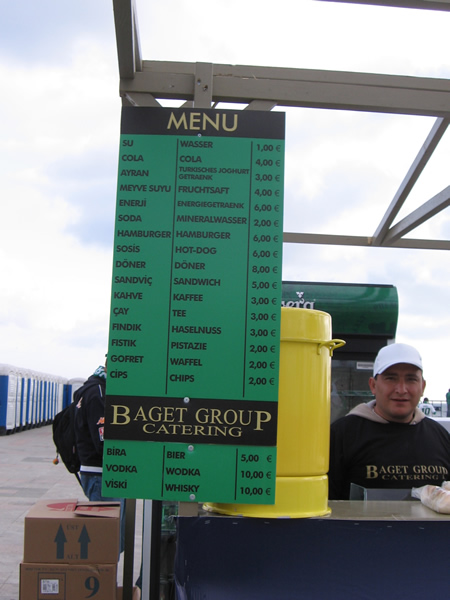 MENU
SU WASSER 1,00 €
COLA COLA 4,00 €
AYRAN TURKISCHES JOGHURT GETRAENK 3,00 €
MEYVE SUYU FRUCHTSAFT 4,00 €
ENERJİ ENERGIEGETRAENK 6,00 €
SODA MINERALWASSER 2,00 €
HAMBURGER HAMBURGER 6,00 €
SOSİS HOT-DOG 6,00 €
DÖNER DÖNER 8,00 €
SANDVİÇ SANDWICH 5,00 €
KAHVE KAFFEE 3,00 €
ÇAY TEE 3,00 €
FINDIK HASELNUSS 3,00 €
FISTIK PISTAZIE 2,00 €
GOFRET WAFFEL 2,00 €
CİPS CHIPS 2,00 €
BAGET GROUP
CATERING
BİRA BIER 5,00 €
VODKA WODKA 10,00 €
VİSKİ WHISKY 10,00 €
BAGET GROUP
CATERING
9